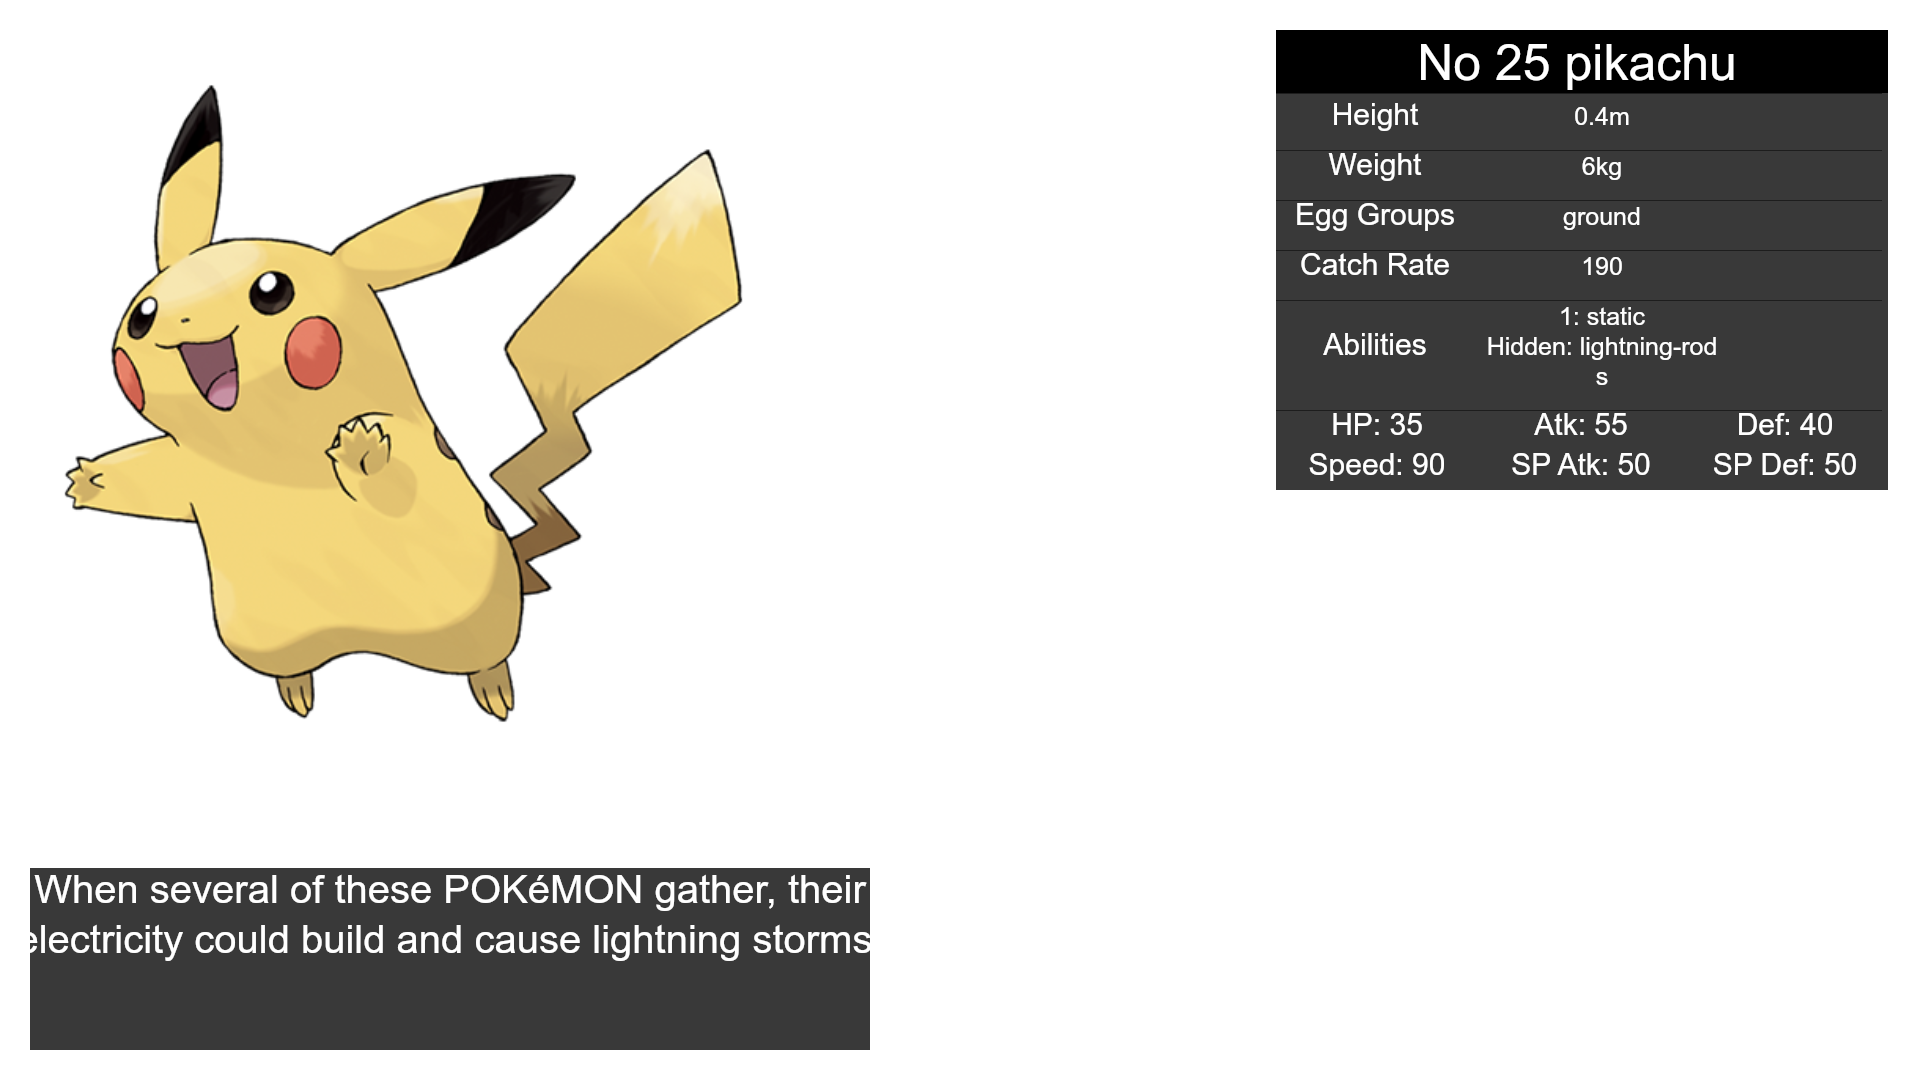 No 25 pikachu
Height 0.4m
Weight 6kg
Egg Groups ground
Catch Rate 190
Abilities
1: static
Hidden: lightning-rod
s
HP: 35 Atk: 55 Def: 40
Speed: 90 SP Atk: 50 SP Def: 50
When several of these POKéMON gather, their
electricity could build and cause lightning storms